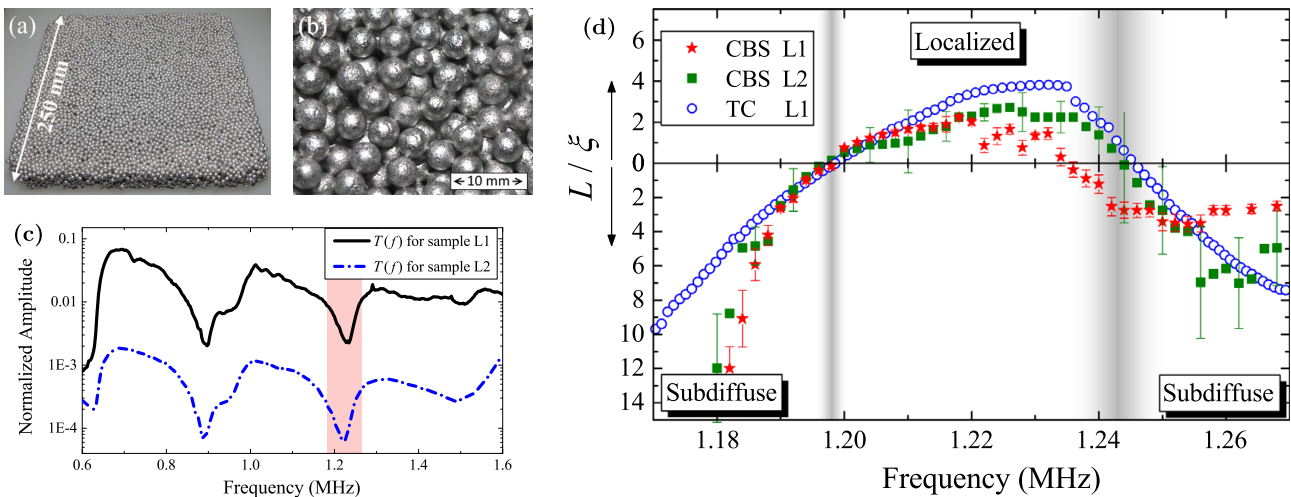 (a)
250 mm
(b)
10 mm
(c)
T(f) for sample L1
T(f) for sample L2
Normalized Amplitude
0.1
0.01
1E-3
1E-4
0.6
0.8
1.0
1.2
1.4
1.6
Frequency (MHz)
(d)
CBS L1
CBS L2
TC L1
Localized
L / ξ
6
4
2
0
2
4
6
8
10
12
14
Subdiffuse
Subdiffuse
1.18
1.20
1.22
1.24
1.26
Frequency (MHz)